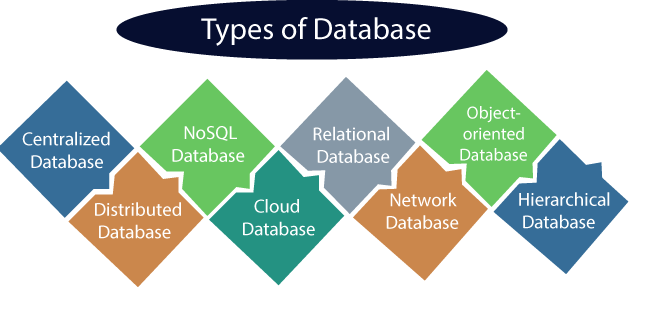 Types of Database
Centralized
Database
Distributed
Database
NoSQL
Database
Cloud
Database
Relational
Database
Network
Database
Object-
oriented
Database
Hierarchical
Database